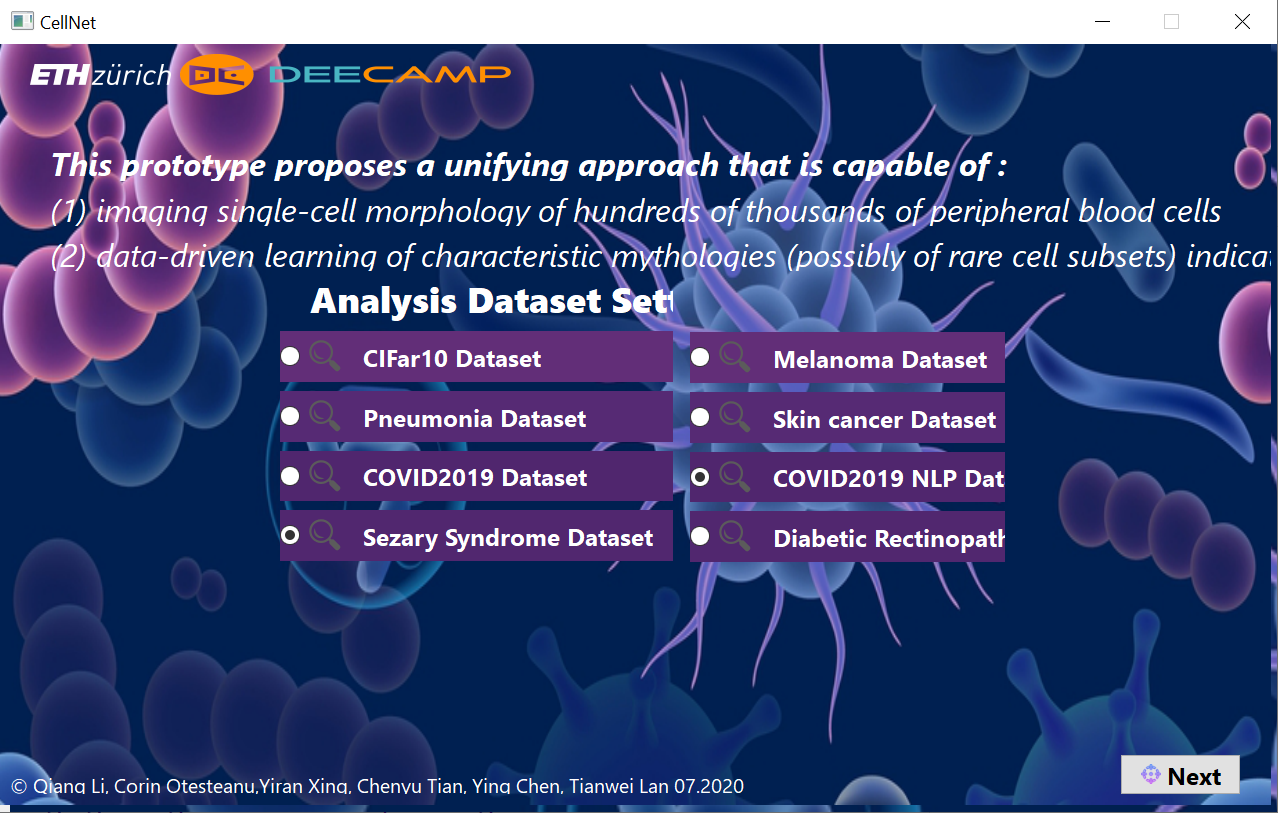 CellNet
ETH zürich DE DEECAMP
This prototype proposes a unifying approach that is capable of :
(1) imaging single-cell morphology of hundreds of thousands of peripheral blood cells
(2) data-driven learning of characteristic mythologies (possibly of rare cell subsets) indica
Analysis Dataset Sett
CIFar10 Dataset
Melanoma Dataset
Pneumonia Dataset
Skin cancer Dataset
COVID2019 Dataset
COVID2019 NLP Dat
Sezary Syndrome Dataset
Diabetic Rectinopath
© Qiang Li, Corin Otesteanu,Yiran Xing, Chenyu Tian, Ying Chen, Tianwei Lan 07.2020
Next